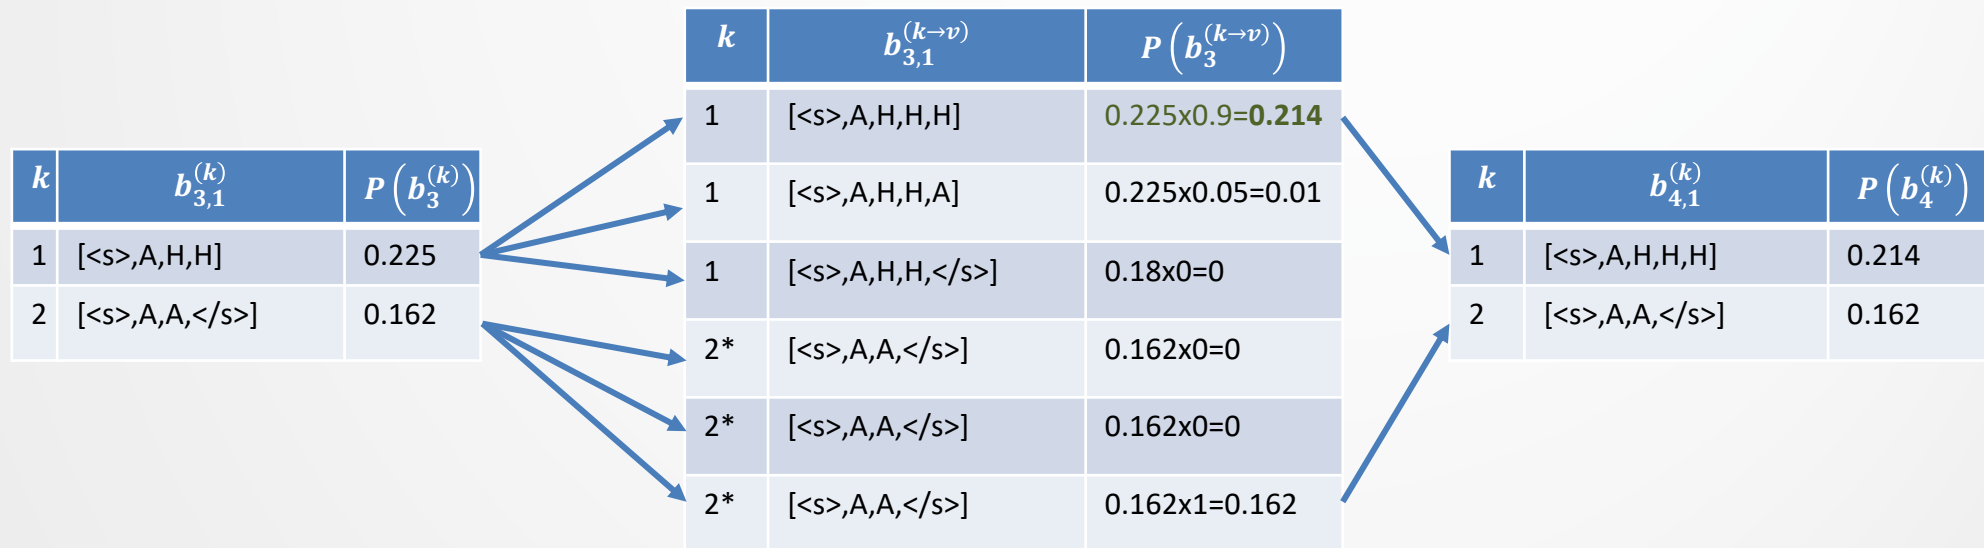 k b_{3,1}^{(k)} P(b_3^{(k)})
1 [<s>,A,H,H] 0.225
2 [<s>,A,A,</s>] 0.162
k b_{3,1}^{(k→v)} P(b_3^{(k→v)})
1 [<s>,A,H,H,H] 0.225x0.9=0.214
1 [<s>,A,H,H,A] 0.225x0.05=0.01
1 [<s>,A,H,H,</s>] 0.18x0=0
2* [<s>,A,A,</s>] 0.162x0=0
2* [<s>,A,A,</s>] 0.162x0=0
2* [<s>,A,A,</s>] 0.162x1=0.162
k b_{4,1}^{(k)} P(b_4^{(k)})
1 [<s>,A,H,H,H] 0.214
2 [<s>,A,A,</s>] 0.162